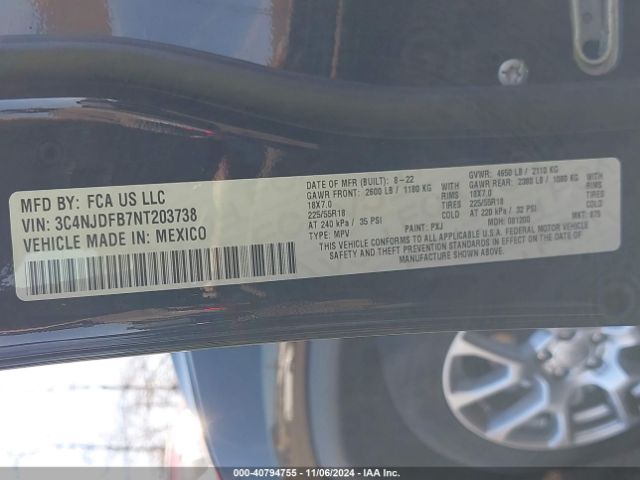 MFD BY: FCA US LLC
VIN: 3C4NJDFB7NT203738
VEHICLE MADE IN: MEXICO
DATE OF MFR (BUILT): 8-22
GAWR FRONT: 2600 LB / 1180 KG WITH
18X7.0 RIMS
225/55R18 TIRES
AT 240 kPa / 35 PSI
TYPE: MPV
GVWR: 4650 LB / 2110 KG
GAWR REAR: 2380 LB / 1080 KG WITH
18X7.0 RIMS
225/55R18 TIRES
AT 220 kPa / 32 PSI
PAINT: PXJ MDH: 081200 MKT: 875
THIS VEHICLE CONFORMS TO ALL APPLICABLE U.S.A. FEDERAL MOTOR VEHICLE
SAFETY AND THEFT PREVENTION STANDARDS IN EFFECT ON THE DATE OF
MANUFACTURE SHOWN ABOVE.
VIN: # 40794755 - 11/06/2024 - IAA Inc.